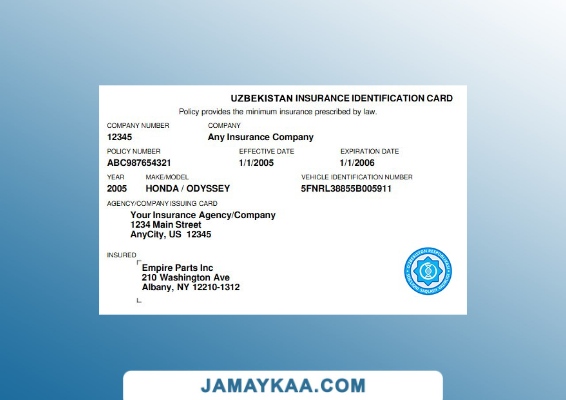 UZBEKISTAN INSURANCE IDENTIFICATION CARD
Policy provides the minimum insurance prescribed by law.
COMPANY NUMBER COMPANY
12345 Any Insurance Company
POLICY NUMBER EFFECTIVE DATE EXPIRATION DATE
ABC987654321 1/1/2005 1/1/2006
YEAR MAKE/MODEL VEHICLE IDENTIFICATION NUMBER
2005 HONDA / ODYSSEY 5FNRL38855B005911
AGENCY/COMPANY ISSUING CARD
Your Insurance Agency/Company
1234 Main Street
AnyCity, US 12345
INSURED
Empire Parts Inc
210 Washington Ave
Albany, NY 12210-1312
JAMAYKAA.COM